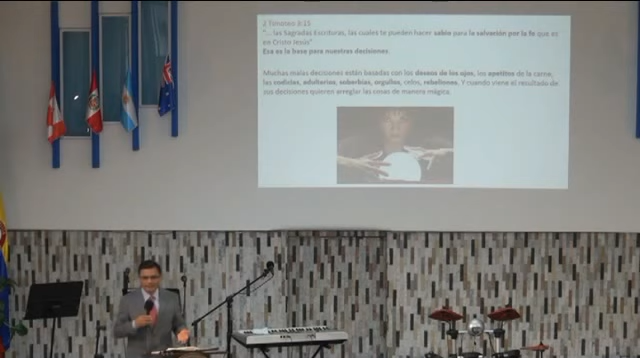 2 Timoteo 3:15
"... las Sagradas Escrituras, las cuales te pueden hacer sabio para la salvación por la fe que es
en Cristo Jesús"
Esa es la base para nuestras decisiones.
Muchas malas decisiones están basadas con los deseos de los ojos, los apetitos de la carne,
las codicias, adulterios, soberbias, orgullos, celos, rebeliones. Y cuando viene el resultado de
sus decisiones quieren arreglar las cosas de manera mágica.